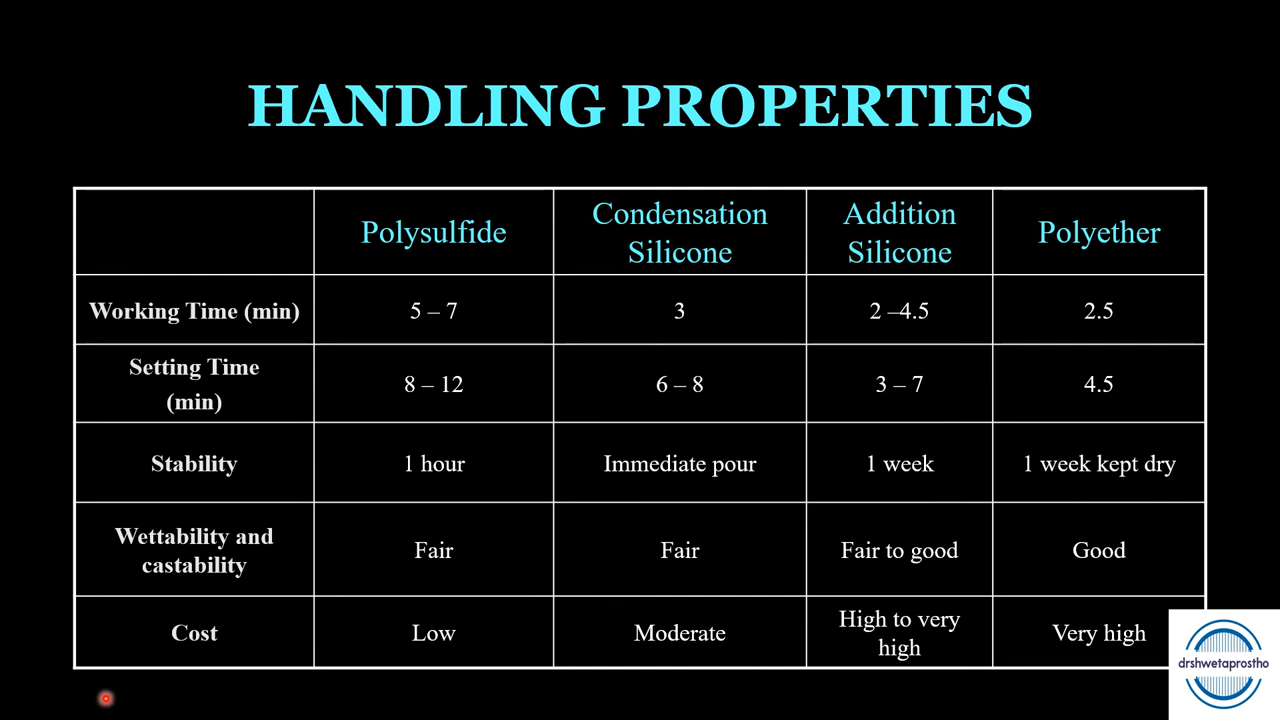 HANDLING PROPERTIES
Polysulfide
Condensation
Silicone
Addition
Silicone
Polyether
Working Time (min)
5 – 7
3
2 –4.5
2.5
Setting Time
(min)
8 – 12
6 – 8
3 – 7
4.5
Stability
1 hour
Immediate pour
1 week
1 week kept dry
Wettability and
castability
Fair
Fair
Fair to good
Good
Cost
Low
Moderate
High to very
high
Very high
drshwetaprostho